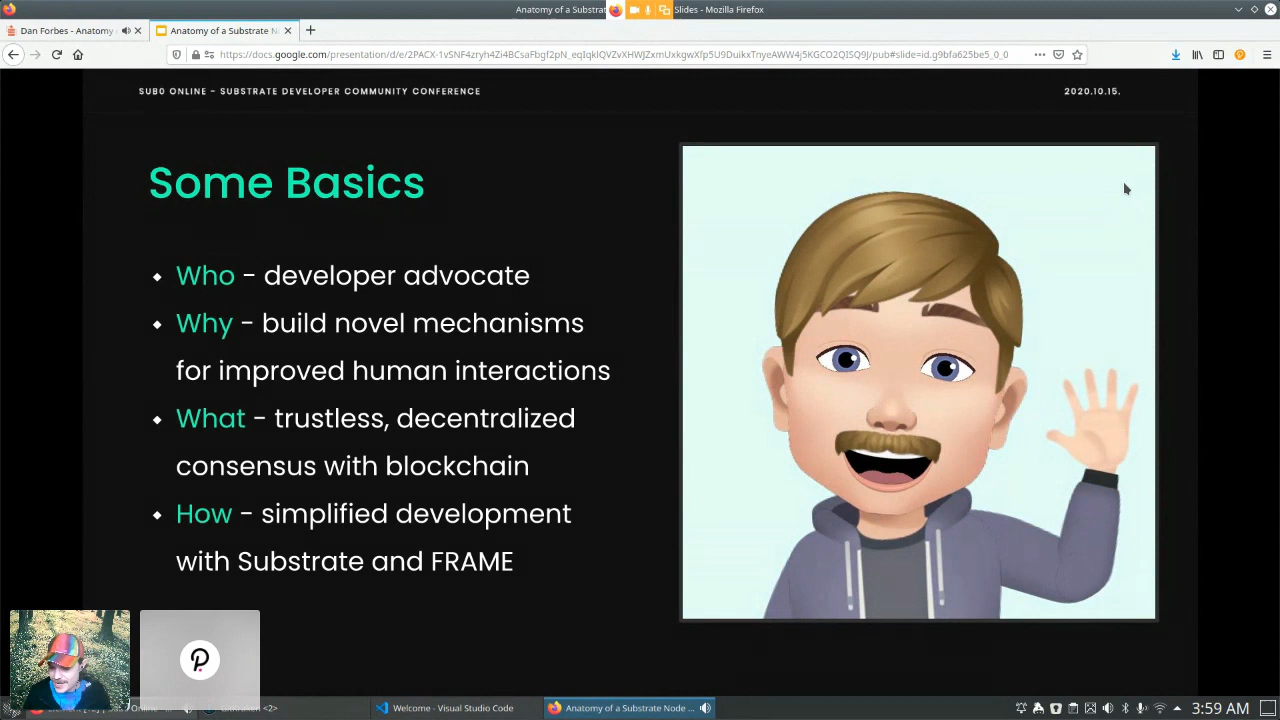 Anatomy of a Substrat
Slides - Mozilla Firefox
Dan Forbes - Anatomy
Anatomy of a Substrate N
https://docs.google.com/presentation/d/e/2PACX-1vSNF4zryh4Zi4BCsaFbgf2pN_eqIqklQVZvXHWJZxmUxkgwXfp5U9DuikxTnyeAWW4j5KGCO2QISQ9J/pub#slide=id.g9bfa625be5_0_0
SUB0 ONLINE - SUBSTRATE DEVELOPER COMMUNITY CONFERENCE
2020.10.15.
Some Basics
Who - developer advocate
Why - build novel mechanisms
for improved human interactions
What - trustless, decentralized
consensus with blockchain
How - simplified development
with Substrate and FRAME
Welcome - Visual Studio Code
Anatomy of a Substrate Node ...
3:59 AM